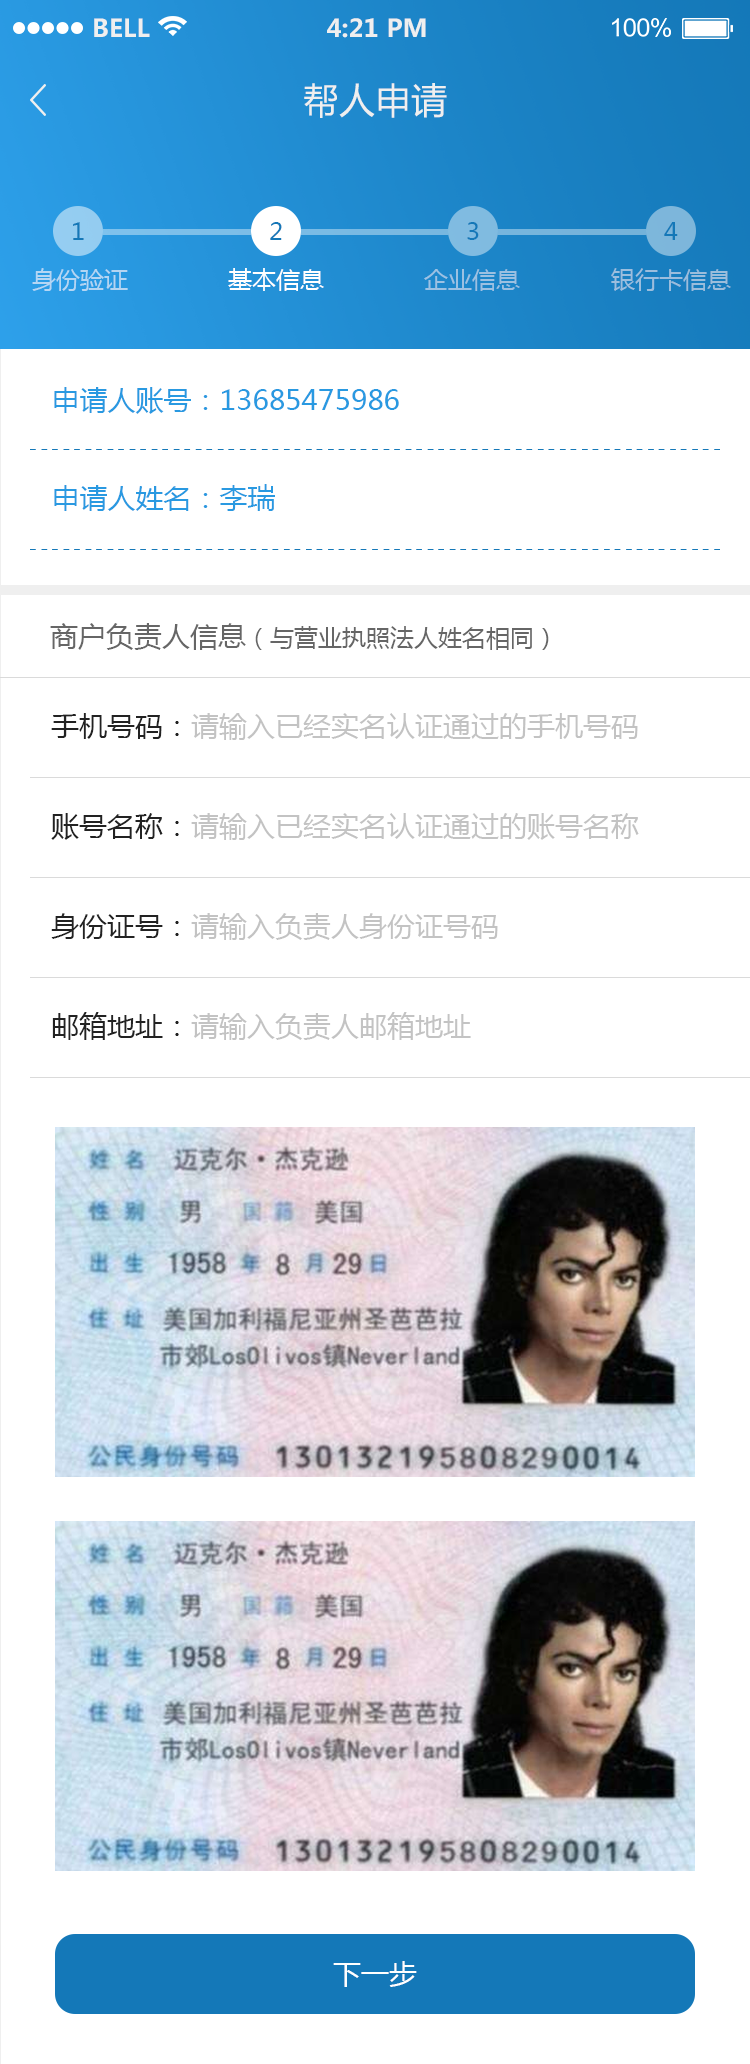 BELL 4:21 PM 100%
帮人申请
1 2 3 4
身份验证 基本信息 企业信息 银行卡信息
申请人账号：13685475986
申请人姓名：李瑞
商户负责人信息（与营业执照法人姓名相同）
手机号码：请输入已经实名认证通过的手机号码
账号名称：请输入已经实名认证通过的账号名称
身份证号：请输入负责人身份证号码
邮箱地址：请输入负责人邮箱地址
姓名 迈克尔·杰克逊
性别 男 国籍 美国
出生 1958 年 8 月 29 日
住址 美国加利福尼亚州圣芭芭拉
市郊LosOlivos镇Neverland
公民身份号码 130132195808290014
姓名 迈克尔·杰克逊
性别 男 国籍 美国
出生 1958 年 8 月 29 日
住址 美国加利福尼亚州圣芭芭拉
市郊LosOlivos镇Neverland
公民身份号码 130132195808290014
下一步